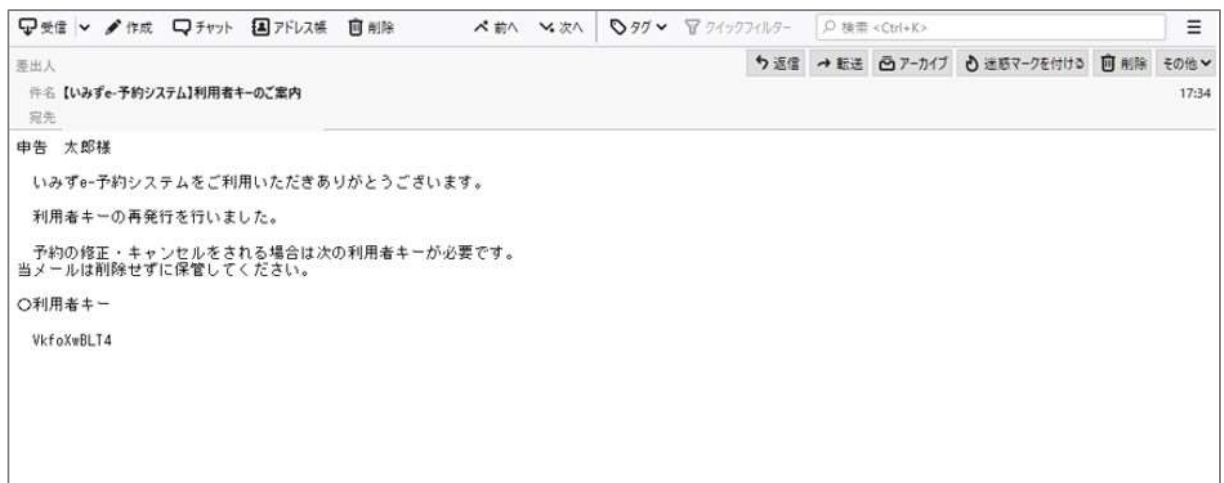 受信 作成 チャット アドレス帳 削除 前へ 次へ タグ クイックフィルター 検索 <Ctrl+K>
差出人 返信 転送 アーカイブ 迷惑マークを付ける 削除 その他
件名 【いみずe-予約システム】利用者キーのご案内 17:34
宛先
申告 太郎様
いみずe-予約システムをご利用いただきありがとうございます。
利用者キーの再発行を行いました。
予約の修正・キャンセルをされる場合は次の利用者キーが必要です。
当メールは削除せずに保管してください。
○利用者キー
VkfoXwBLT4